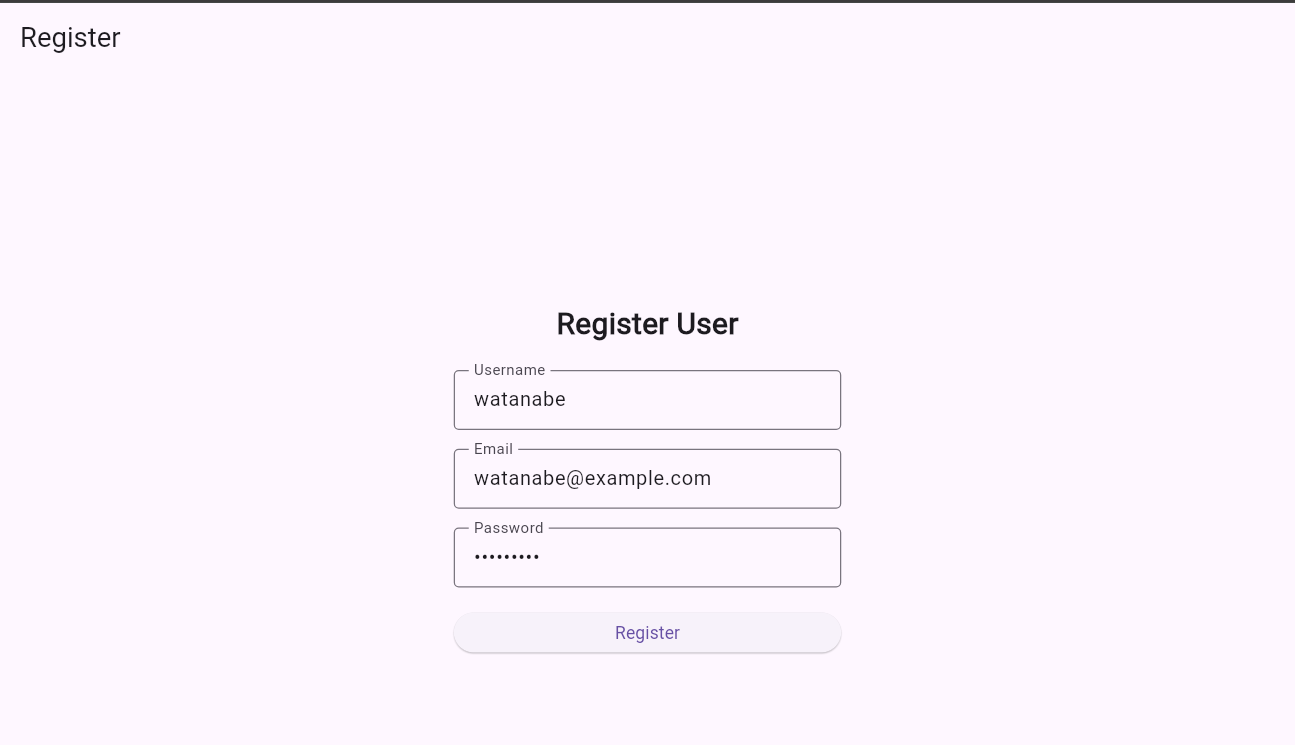 Register
Register User
Username
watanabe
Email
watanabe@example.com
Password
•••••••••
Register